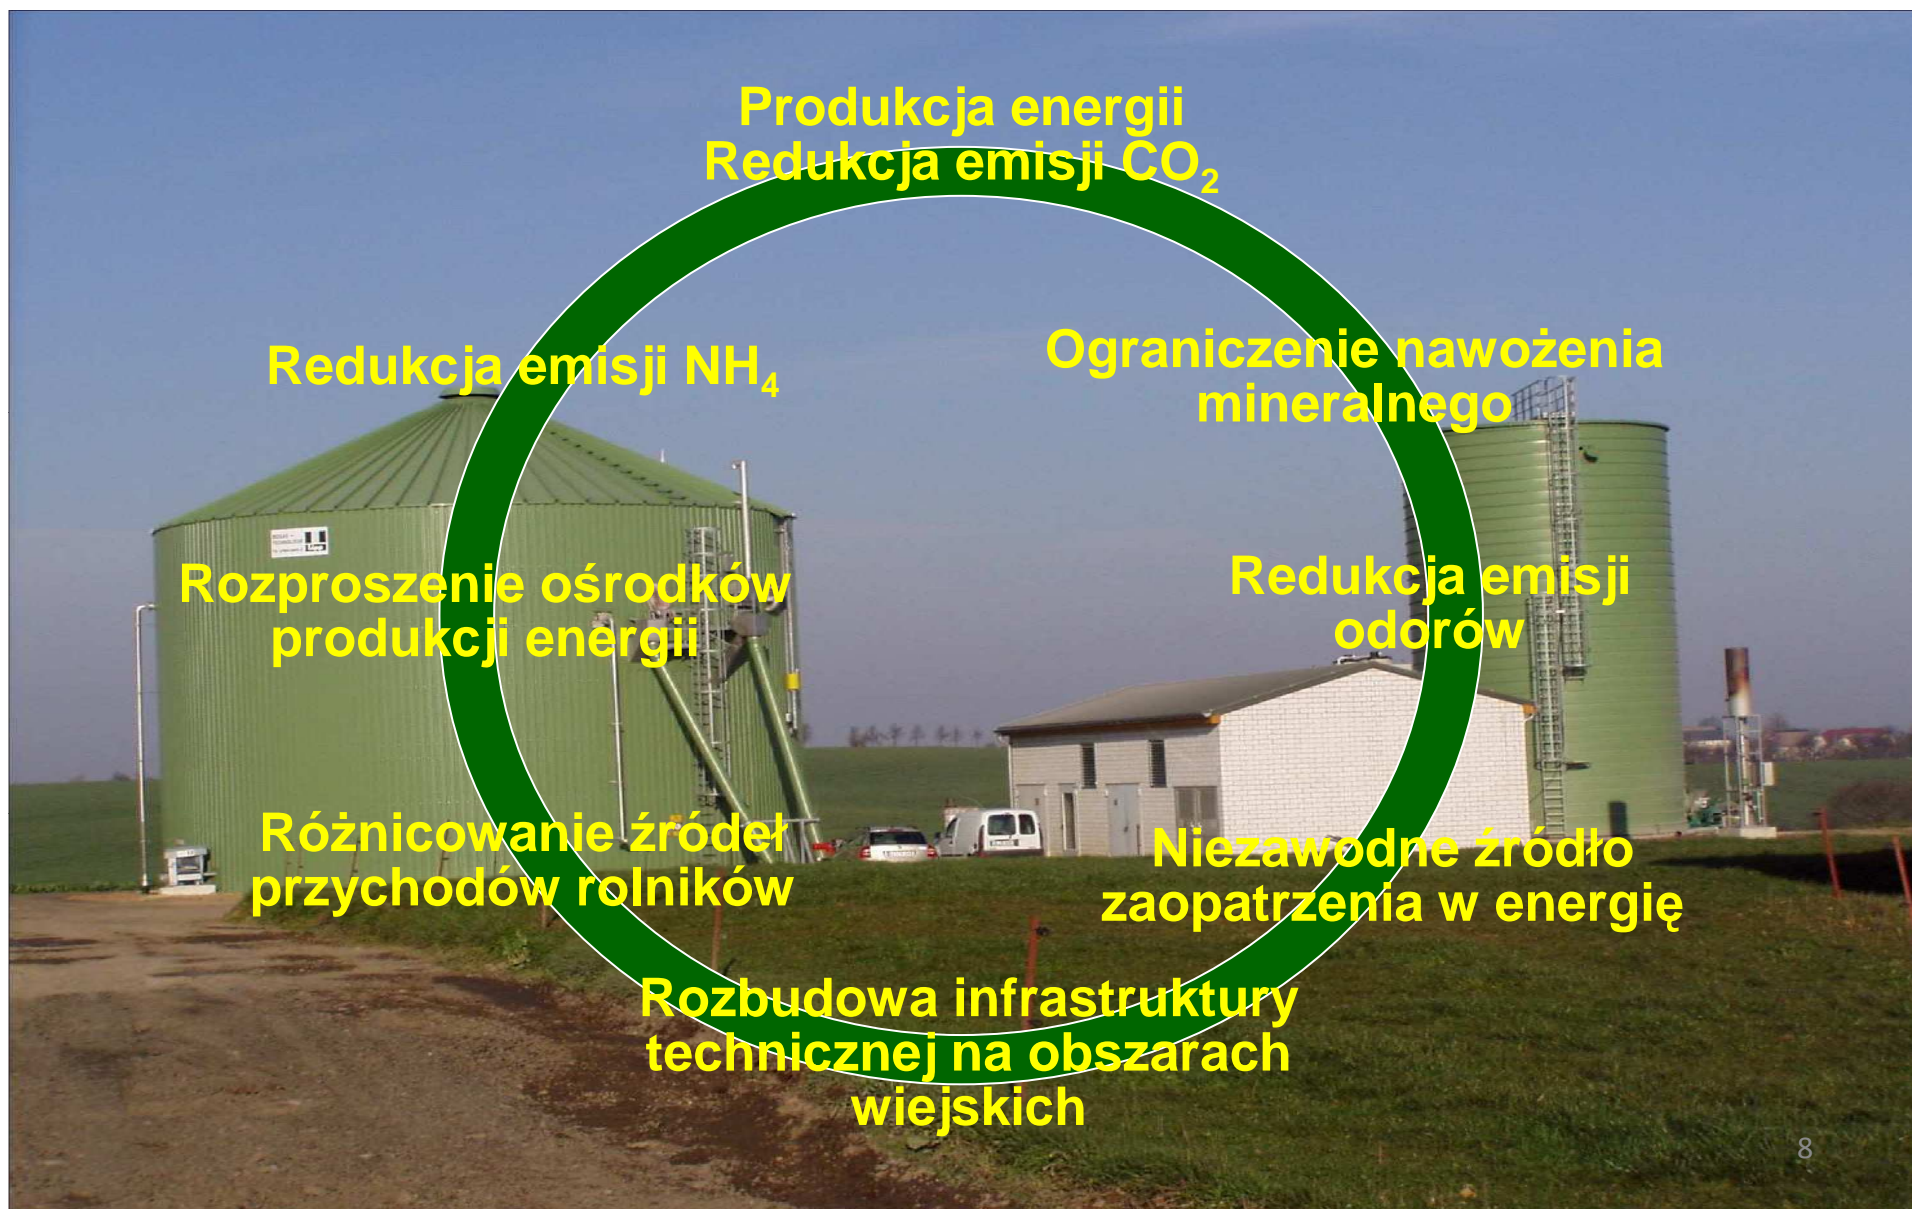 Produkcja energii
Redukcja emisji CO₂
Redukcja emisji NH₄
Ograniczenie nawożenia
mineralnego
Rozproszenie ośrodków
produkcji energii
Redukcja emisji
odorów
Różnicowanie źródeł
przychodów rolników
Niezawodne źródło
zaopatrzenia w energię
Rozbudowa infrastruktury
technicznej na obszarach
wiejskich
8